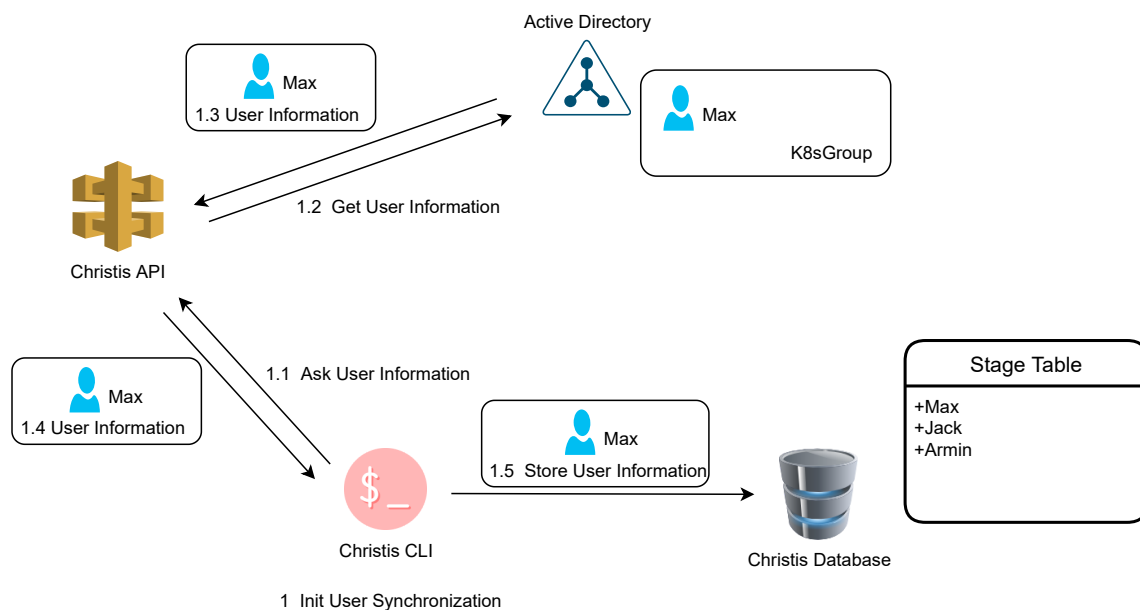 Active Directory
Max
1.3 User Information
Max
K8sGroup
1.2 Get User Information
Christis API
1.1 Ask User Information
Max
1.4 User Information
Max
1.5 Store User Information
Stage Table
+Max
+Jack
+Armin
$_
Christis CLI
Christis Database
1 Init User Synchronization